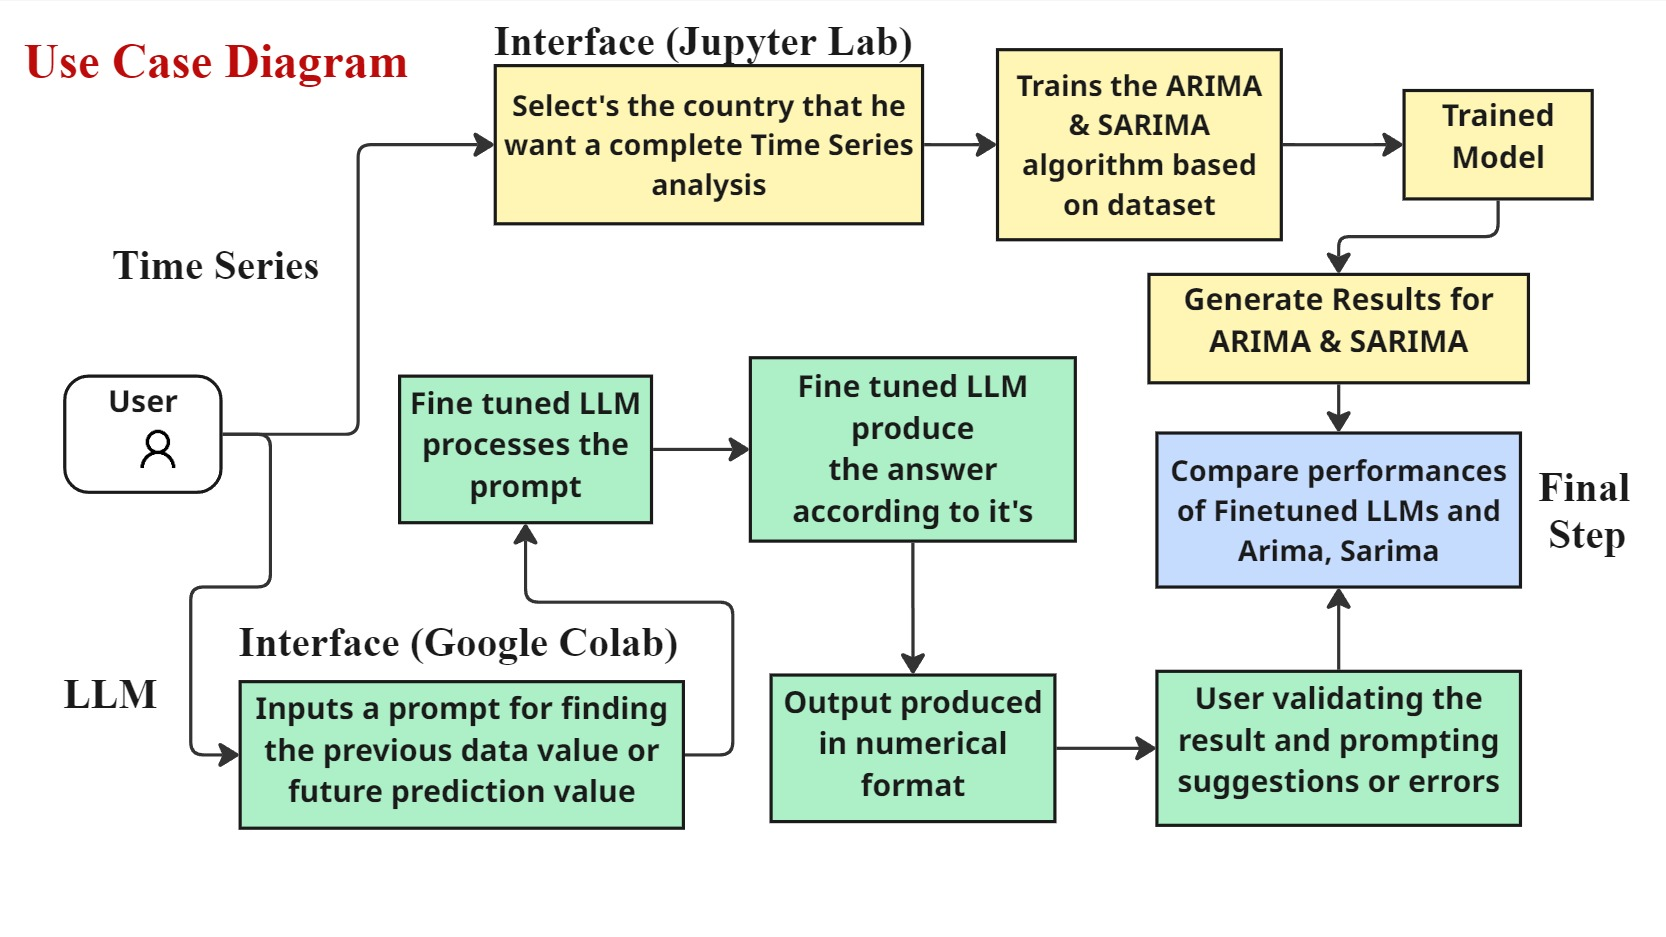 Use Case Diagram
Interface (Jupyter Lab)
Select's the country that he
want a complete Time Series
analysis
Trains the ARIMA
& SARIMA
algorithm based
on dataset
Trained
Model
Time Series
Generate Results for
ARIMA & SARIMA
User
Fine tuned LLM
processes the
prompt
Fine tuned LLM
produce
the answer
according to it's
Compare performances
of Finetuned LLMs and
Arima, Sarima
Final
Step
Interface (Google Colab)
LLM
Inputs a prompt for finding
the previous data value or
future prediction value
Output produced
in numerical
format
User validating the
result and prompting
suggestions or errors